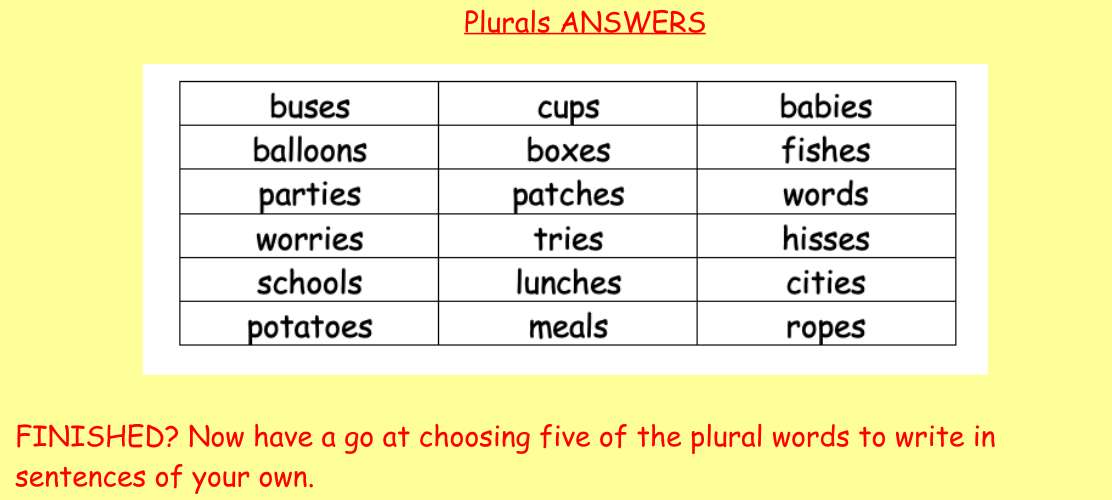 Plurals ANSWERS
buses cups babies
balloons boxes fishes
parties patches words
worries tries hisses
schools lunches cities
potatoes meals ropes
FINISHED? Now have a go at choosing five of the plural words to write in
sentences of your own.